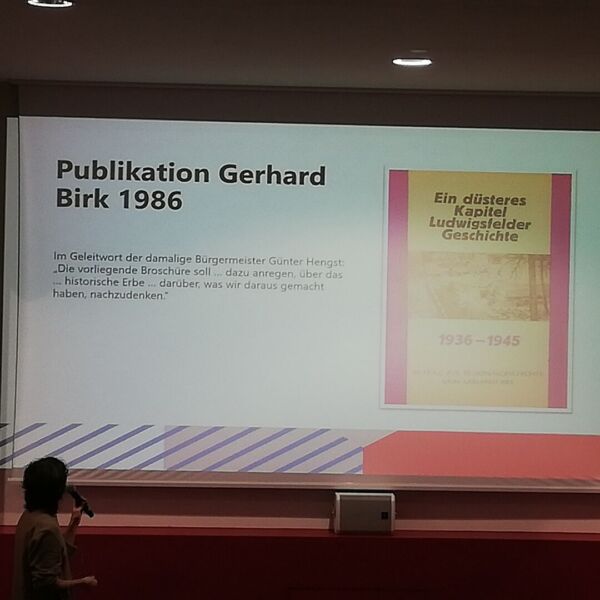 Publikation Gerhard
Birk 1986
Im Geleitwort der damalige Bürgermeister Günter Hengst:
„Die vorliegende Broschüre soll ... dazu anregen, über das
... historische Erbe ... darüber, was wir daraus gemacht
haben, nachzudenken."
Ein düsteres
Kapitel
Ludwigsfelder
Geschichte
1936–1945